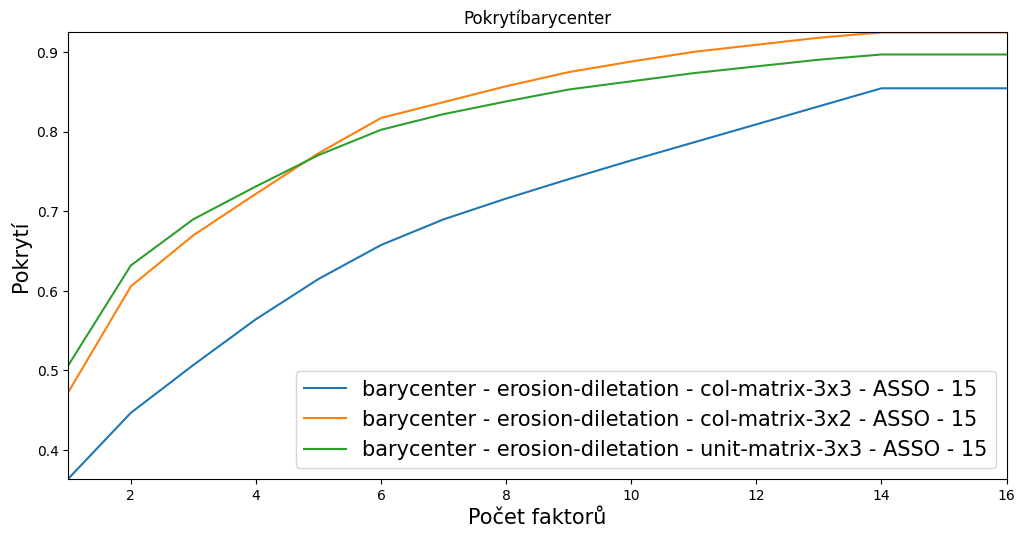 Pokrytíbarycenter
0.9
0.8
0.7
0.6
0.5
0.4
Pokrytí
barycenter - erosion-diletation - col-matrix-3x3 - ASSO - 15
barycenter - erosion-diletation - col-matrix-3x2 - ASSO - 15
barycenter - erosion-diletation - unit-matrix-3x3 - ASSO - 15
2 4 6 8 10 12 14 16
Počet faktorů